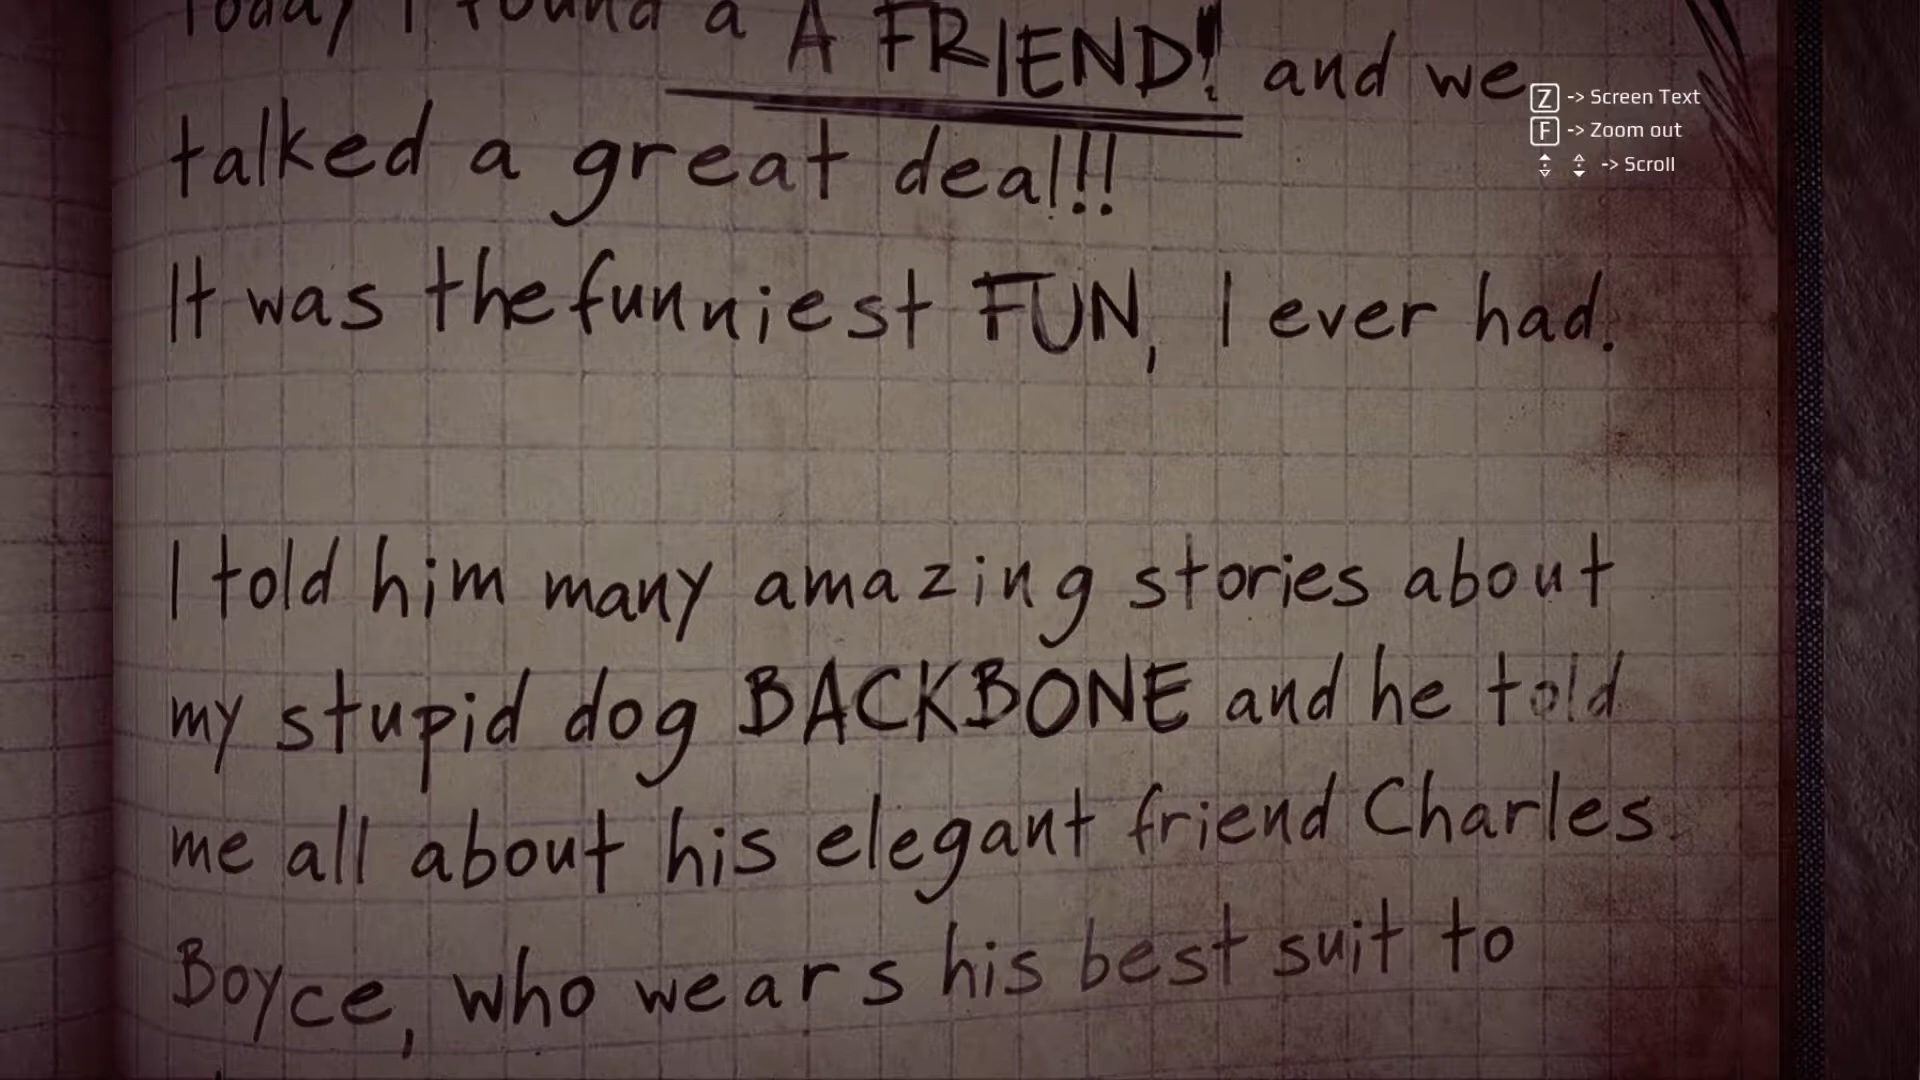 Today I found a A FRIEND! and we
talked a great deal!!
It was the funniest FUN, I ever had.
I told him many amazing stories about
my stupid dog BACKBONE and he told
me all about his elegant friend Charles
Boyce, who wears his best suit to
Z -> Screen Text
F -> Zoom out
-> Scroll